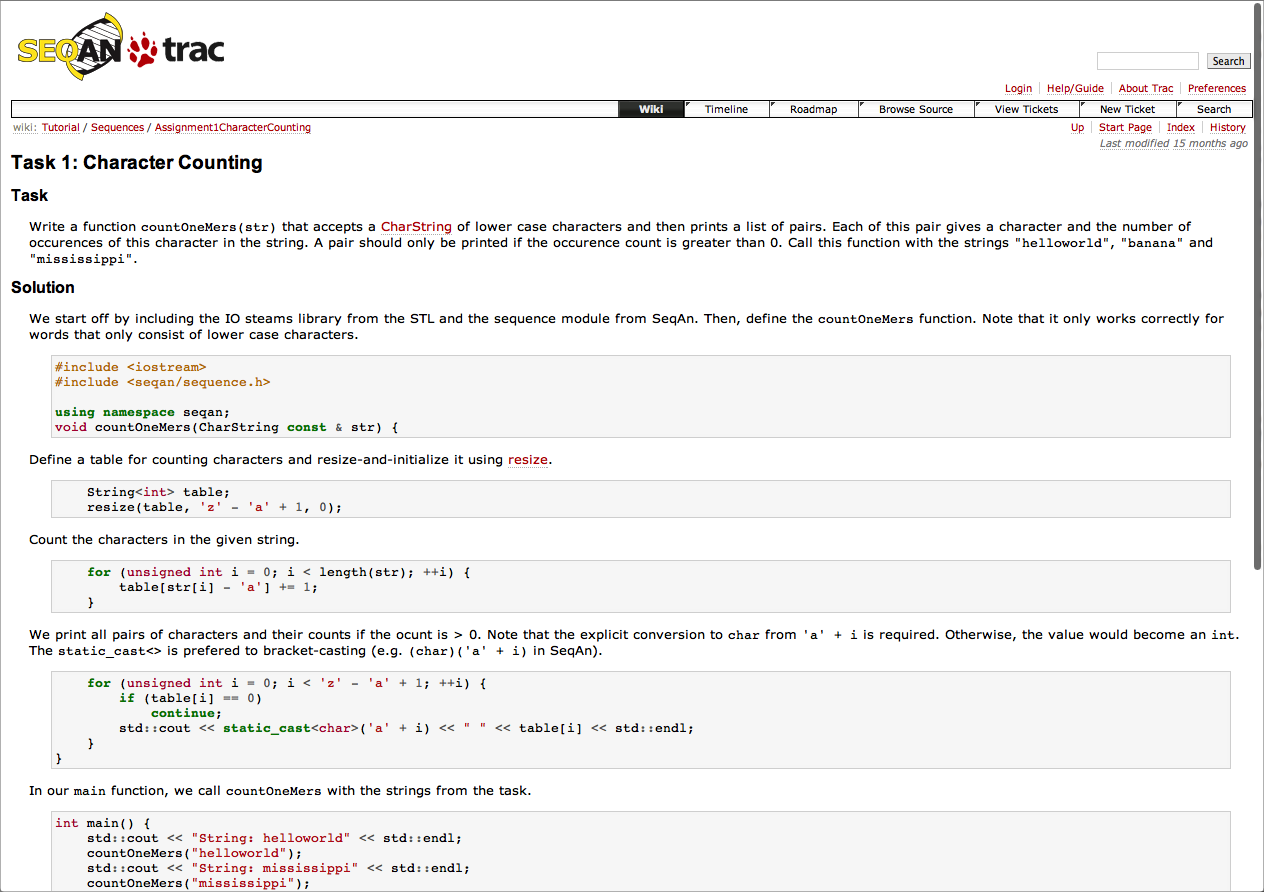 SEQAN trac
Search
Login Help/Guide About Trac Preferences
Wiki Timeline Roadmap Browse Source View Tickets New Ticket Search
wiki: Tutorial / Sequences / Assignment1CharacterCounting
Up Start Page Index History
Last modified 15 months ago
Task 1: Character Counting
Task
Write a function countOneMers(str) that accepts a CharString of lower case characters and then prints a list of pairs. Each of this pair gives a character and the number of
occurences of this character in the string. A pair should only be printed if the occurence count is greater than 0. Call this function with the strings "helloworld", "banana" and
"mississippi".
Solution
We start off by including the IO steams library from the STL and the sequence module from SeqAn. Then, define the countOneMers function. Note that it only works correctly for
words that only consist of lower case characters.
#include <iostream>
#include <seqan/sequence.h>
using namespace seqan;
void countOneMers(CharString const & str) {
Define a table for counting characters and resize-and-initialize it using resize.
String<int> table;
resize(table, 'z' - 'a' + 1, 0);
Count the characters in the given string.
for (unsigned int i = 0; i < length(str); ++i) {
table[str[i] - 'a'] += 1;
}
We print all pairs of characters and their counts if the ocunt is > 0. Note that the explicit conversion to char from 'a' + i is required. Otherwise, the value would become an int.
The static_cast<> is prefered to bracket-casting (e.g. (char)('a' + i) in SeqAn).
for (unsigned int i = 0; i < 'z' - 'a' + 1; ++i) {
if (table[i] == 0)
continue;
std::cout << static_cast<char>('a' + i) << " " << table[i] << std::endl;
}
}
In our main function, we call countOneMers with the strings from the task.
int main() {
std::cout << "String: helloworld" << std::endl;
countOneMers("helloworld");
std::cout << "String: mississippi" << std::endl;
countOneMers("mississippi");